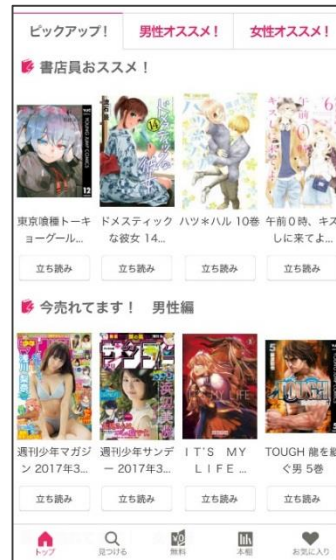 ピックアップ! 男性オススメ! 女性オススメ!
書店員おススメ!
東京喰種トーキ
ョーグール...
ドメスティック
な彼女 14...
ハツ＊ハル 10巻
午前0時、キス
しに来てよ...
立ち読み 立ち読み 立ち読み 立ち読み
今売れてます! 男性編
サンデー
MY LIFE
TOUGH
週刊少年マガジ
ン 2017年3...
週刊少年サンデ
ー 2017年3...
IT'S MY
LIFE ...
TOUGH 龍を継
ぐ男 5巻
立ち読み 立ち読み 立ち読み 立ち読み
トップ 見つける 無料 本棚 お気に入り